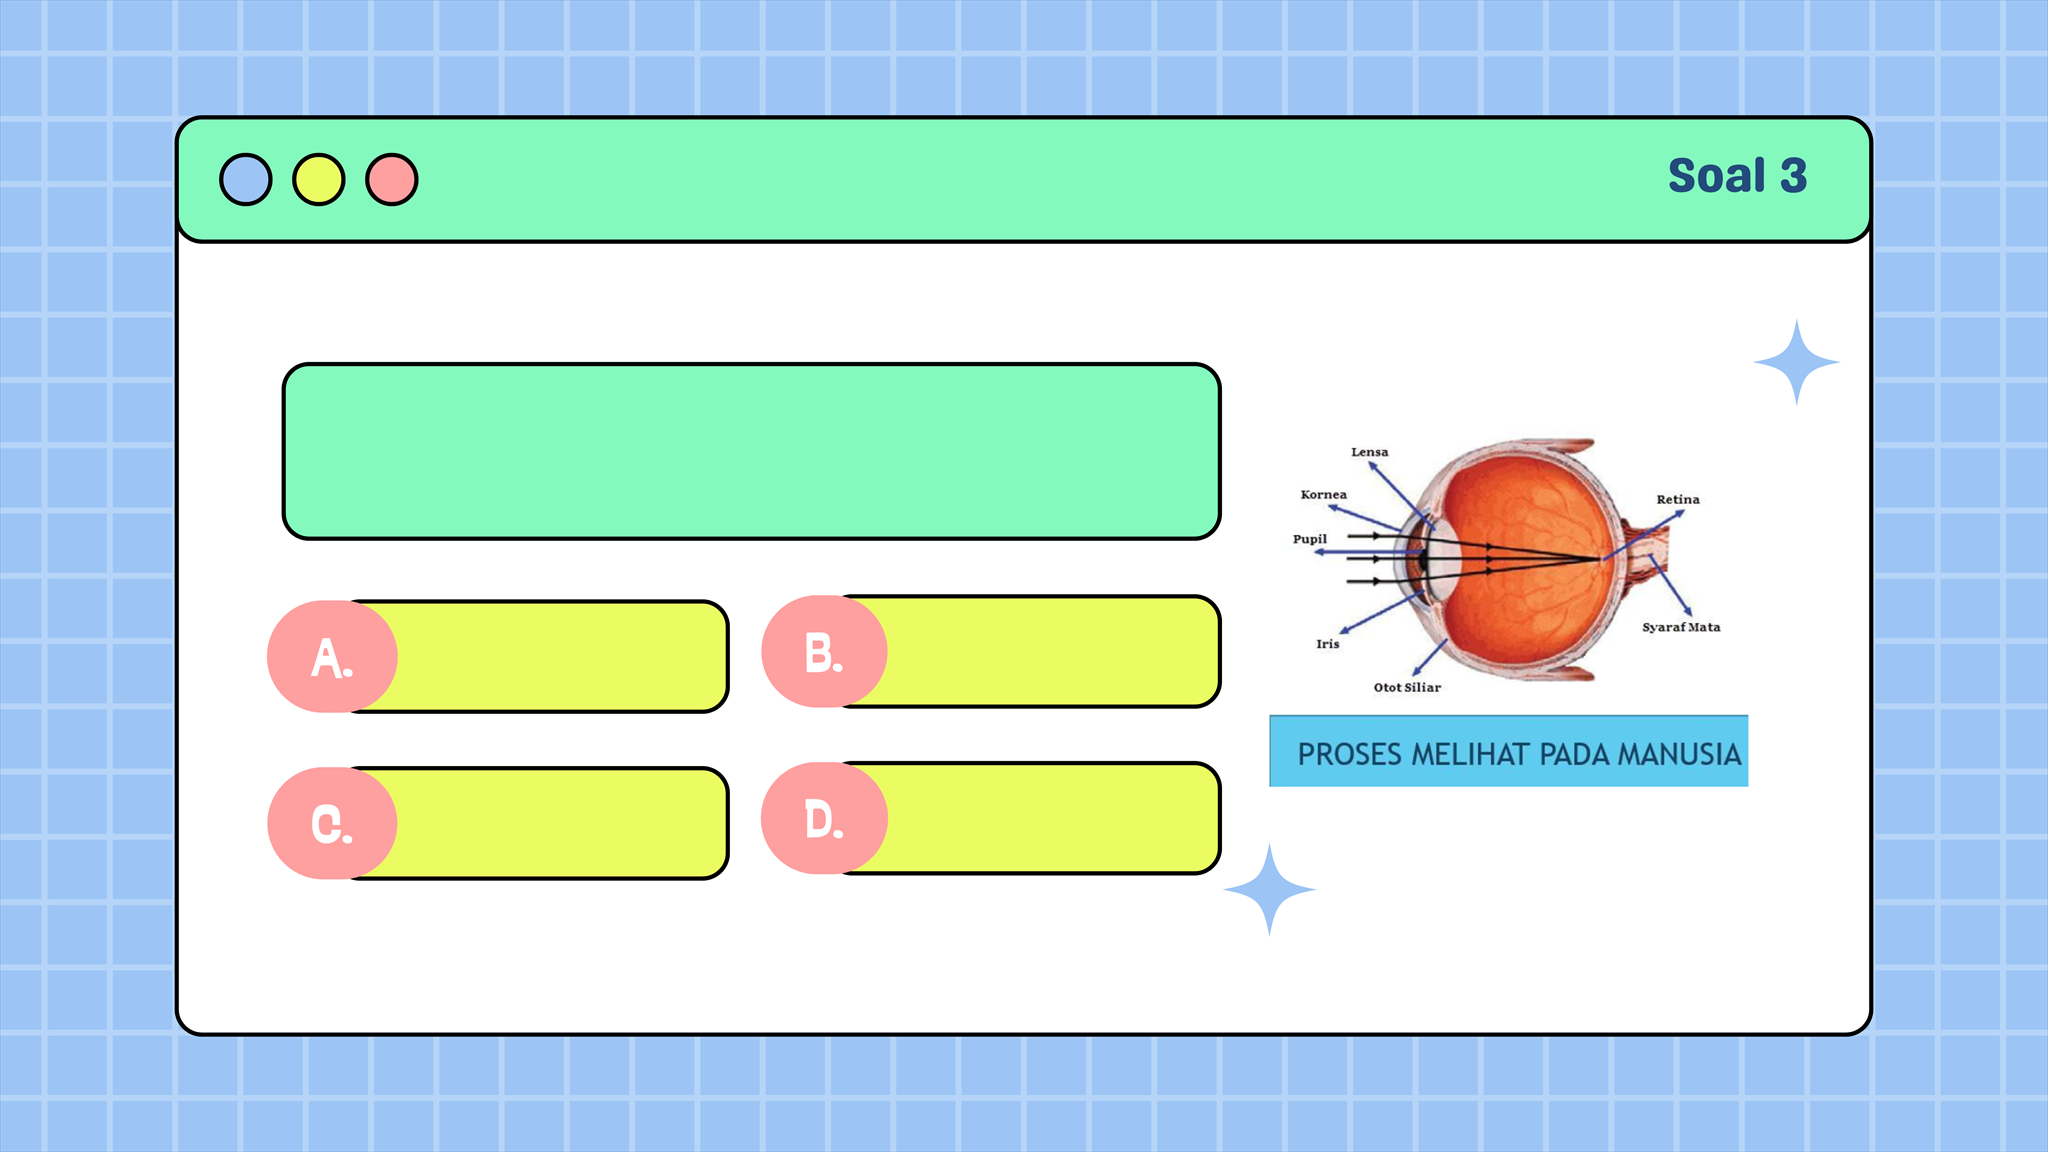 Soal 3
A.
B.
C.
D.
Lensa
Kornea
Pupil
Iris
Otot Siliar
Retina
Syaraf Mata
PROSES MELIHAT PADA MANUSIA